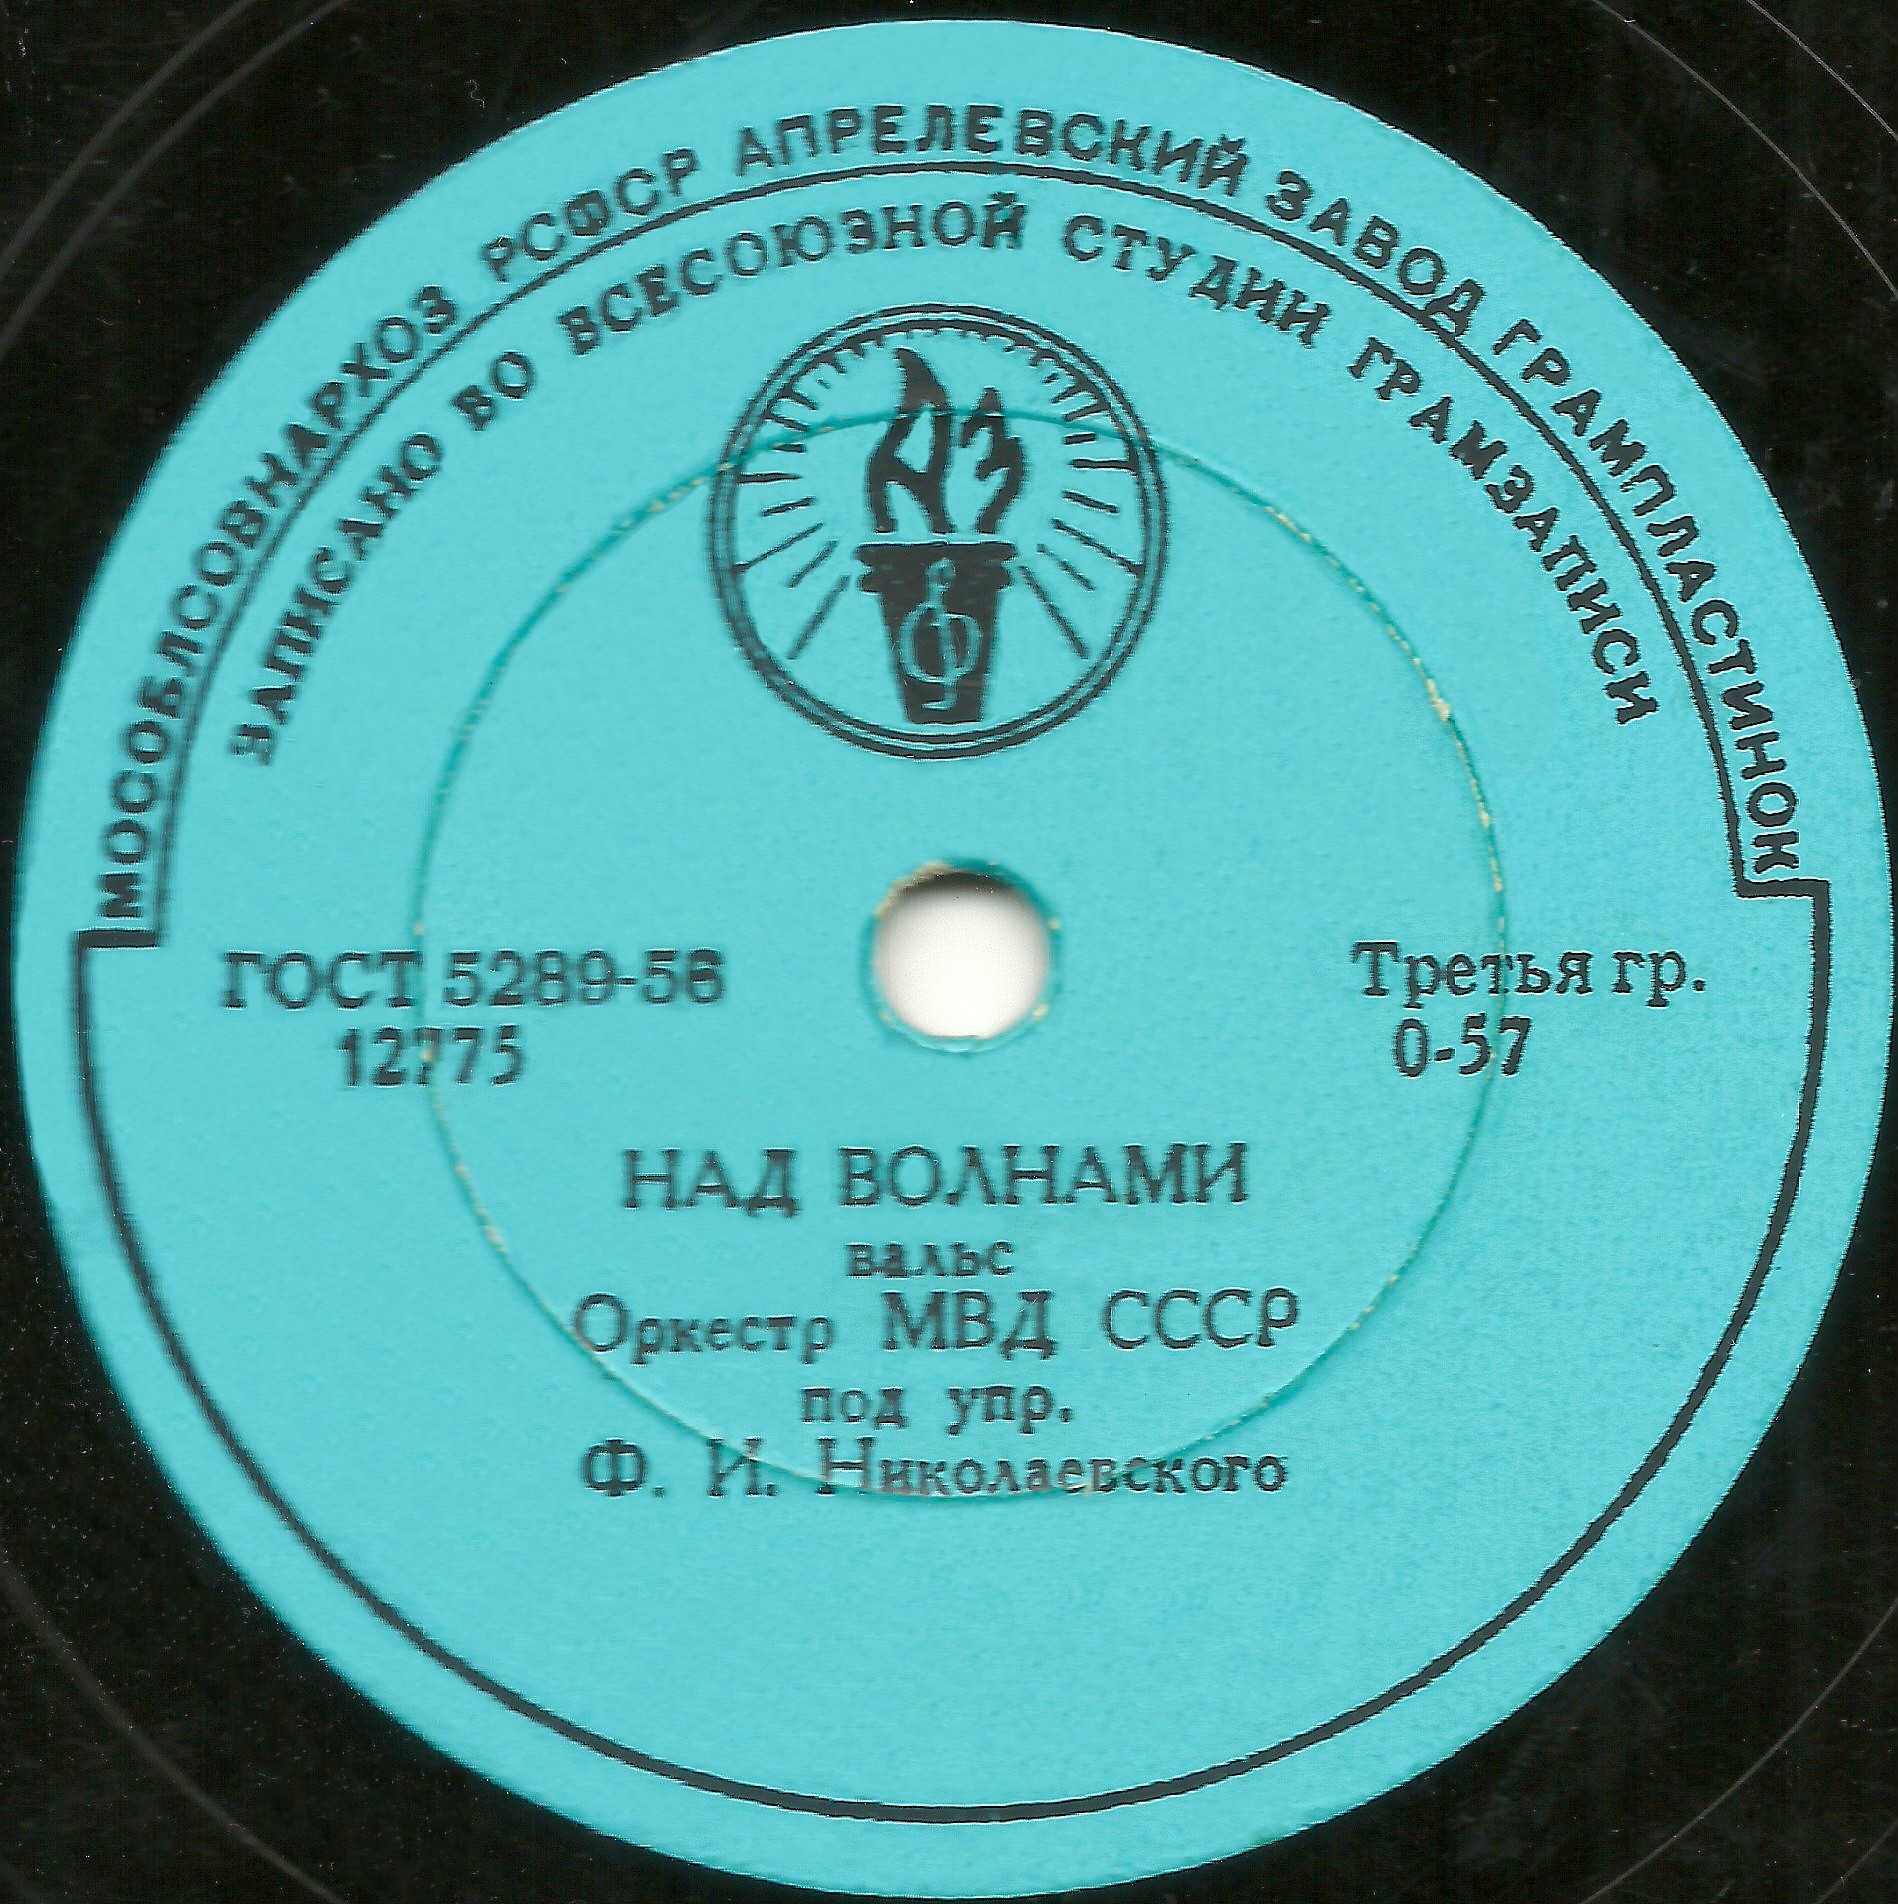 МОСОБЛСОВНАРХОЗ РСФСР АПРЕЛЕВСКИЙ ЗАВОД ГРАМПЛАСТИНОК
ЗАПИСАНО ВО ВСЕСОЮЗНОЙ СТУДИИ ГРАМЗАПИСИ
АЗ
ГОСТ 5289-56
12775
Третья гр.
0-57
НАД ВОЛНАМИ
вальс
Оркестр МВД СССР
под упр.
Ф. И. Николаевского